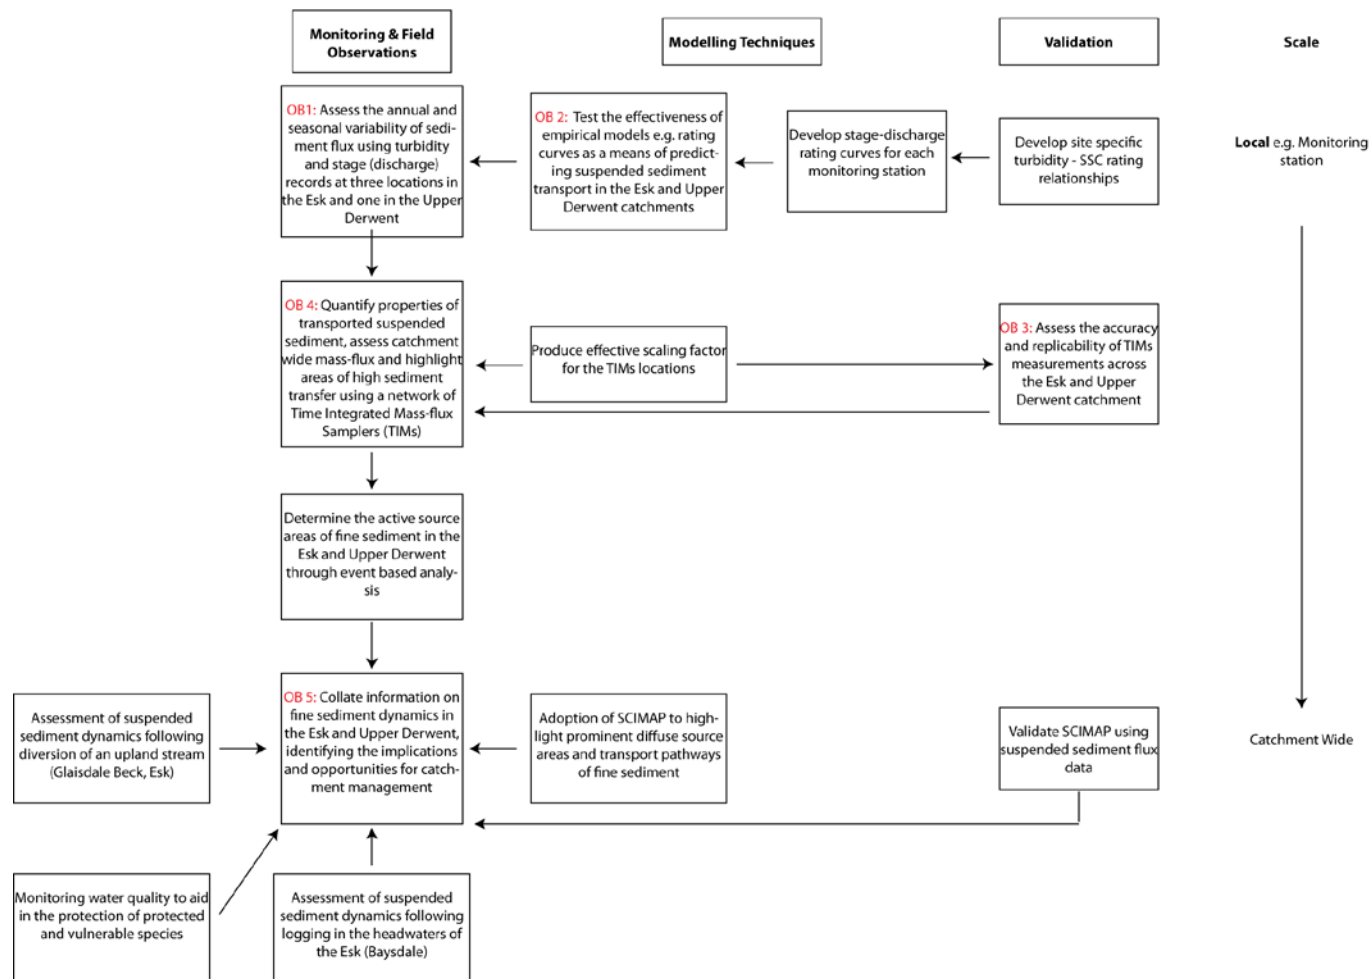 Monitoring & Field
Observations
Modelling Techniques
Validation
Scale
OB1: Assess the annual and
seasonal variability of sedi-
ment flux using turbidity
and stage (discharge)
records at three locations in
the Esk and one in the Upper
Derwent
OB 2: Test the effectiveness of
empirical models e.g. rating
curves as a means of predict-
ing suspended sediment
transport in the Esk and Upper
Derwent catchments
Develop stage-discharge
rating curves for each
monitoring station
Develop site specific
turbidity - SSC rating
relationships
Local e.g. Monitoring
station
OB 4: Quantify properties of
transported suspended
sediment, assess catchment
wide mass-flux and highlight
areas of high sediment
transfer using a network of
Time Integrated Mass-flux
Samplers (TIMs)
Produce effective scaling factor
for the TIMs locations
OB 3: Assess the accuracy
and replicability of TIMs
measurements across
the Esk and Upper
Derwent catchment
Determine the active source
areas of fine sediment in the
Esk and Upper Derwent
through event based analy-
sis
Assessment of suspended
sediment dynamics following
diversion of an upland stream
(Glaisdale Beck, Esk)
OB 5: Collate information on
fine sediment dynamics in
the Esk and Upper Derwent,
identifying the implications
and opportunities for catch-
ment management
Adoption of SCIMAP to high-
light prominent diffuse source
areas and transport pathways
of fine sediment
Validate SCIMAP using
suspended sediment flux
data
Catchment Wide
Monitoring water quality to aid
in the protection of protected
and vulnerable species
Assessment of suspended
sediment dynamics following
logging in the headwaters of
the Esk (Baysdale)